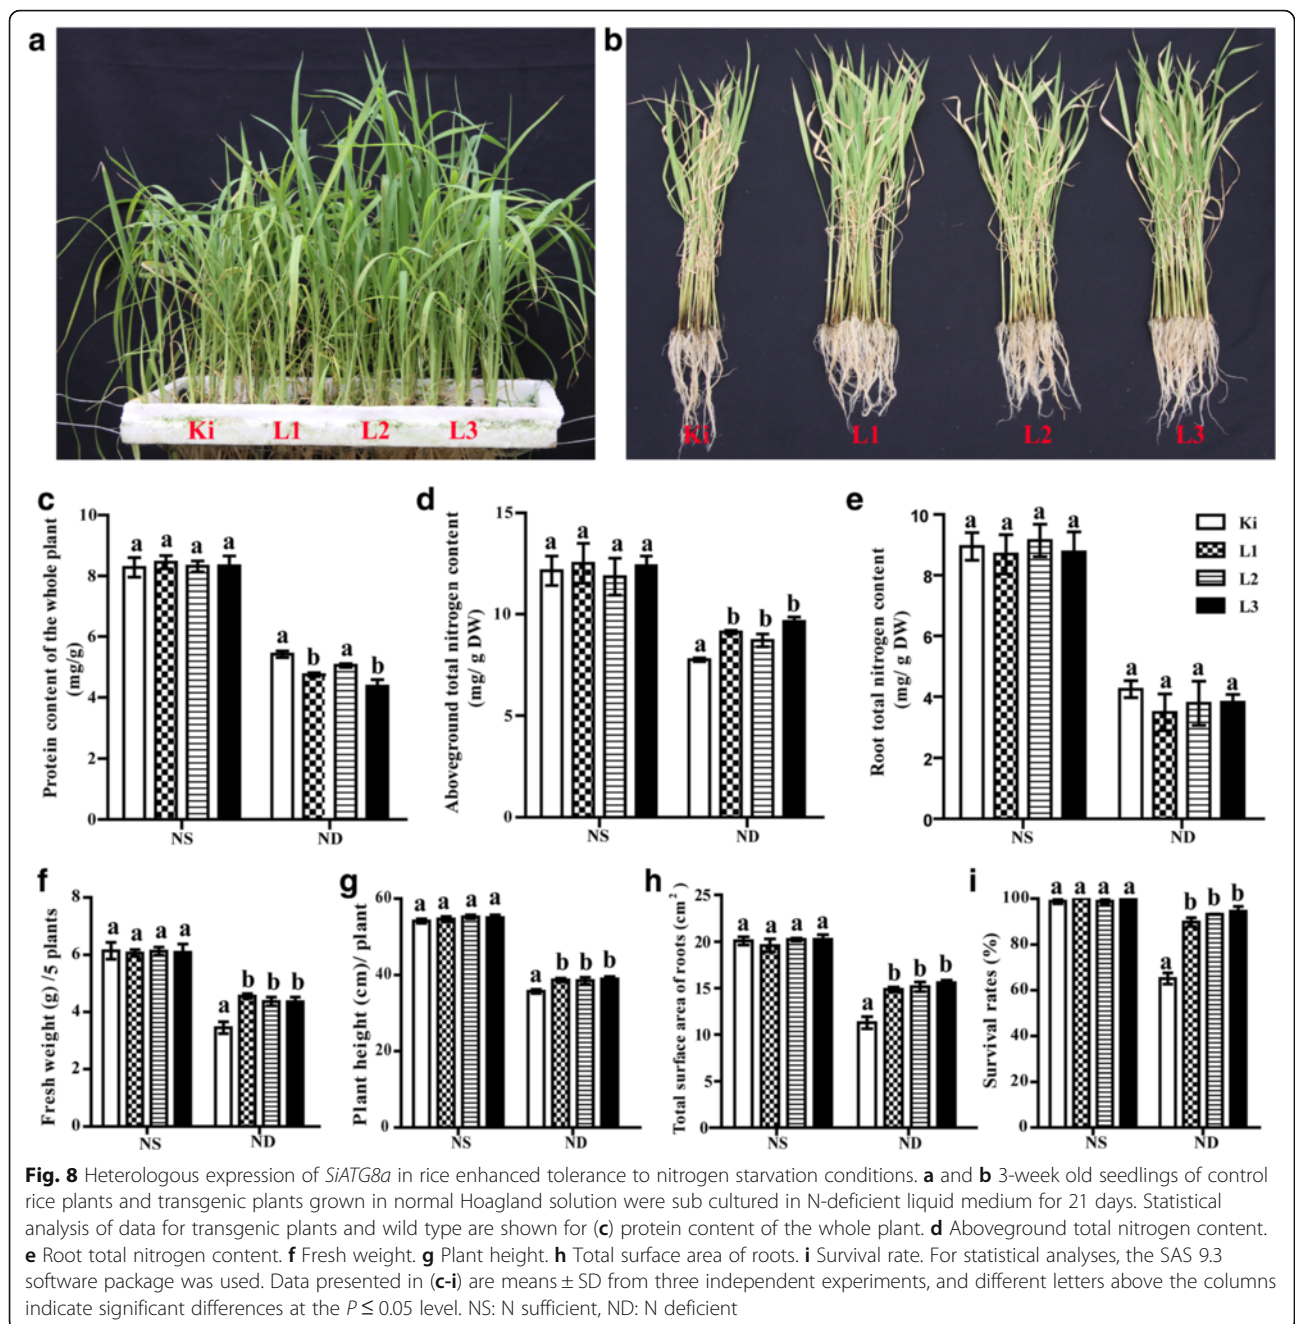 a
b
Ki L1 L2 L3
Ki L1 L2 L3
c
Protein content of the whole plant
(mg/g)
10
8
6
4
2
0
a a a a
a b a b
NS ND
d
Aboveground total nitrogen content
(mg/ g DW)
15
10
5
0
a a a a
a b b b
NS ND
e
Root total nitrogen content
(mg/ g DW)
10
8
6
4
2
0
a a a a
a a a a
NS ND
Ki
L1
L2
L3
f
Fresh weight (g) /5 plants
8
6
4
2
0
a a a a
a b b b
NS ND
g
Plant height (cm)/ plant
60
40
20
0
a a a a
a b b b
NS ND
h
Total surface area of roots (cm²)
25
20
15
10
5
0
a a a a
a b b b
NS ND
i
Survival rates (%)
100
80
60
40
20
0
a a a a
a b b b
NS ND
Fig. 8 Heterologous expression of SiATG8a in rice enhanced tolerance to nitrogen starvation conditions. a and b 3-week old seedlings of control
rice plants and transgenic plants grown in normal Hoagland solution were sub cultured in N-deficient liquid medium for 21 days. Statistical
analysis of data for transgenic plants and wild type are shown for (c) protein content of the whole plant. d Aboveground total nitrogen content.
e Root total nitrogen content. f Fresh weight. g Plant height. h Total surface area of roots. i Survival rate. For statistical analyses, the SAS 9.3
software package was used. Data presented in (c-i) are means ± SD from three independent experiments, and different letters above the columns
indicate significant differences at the P ≤ 0.05 level. NS: N sufficient, ND: N deficient